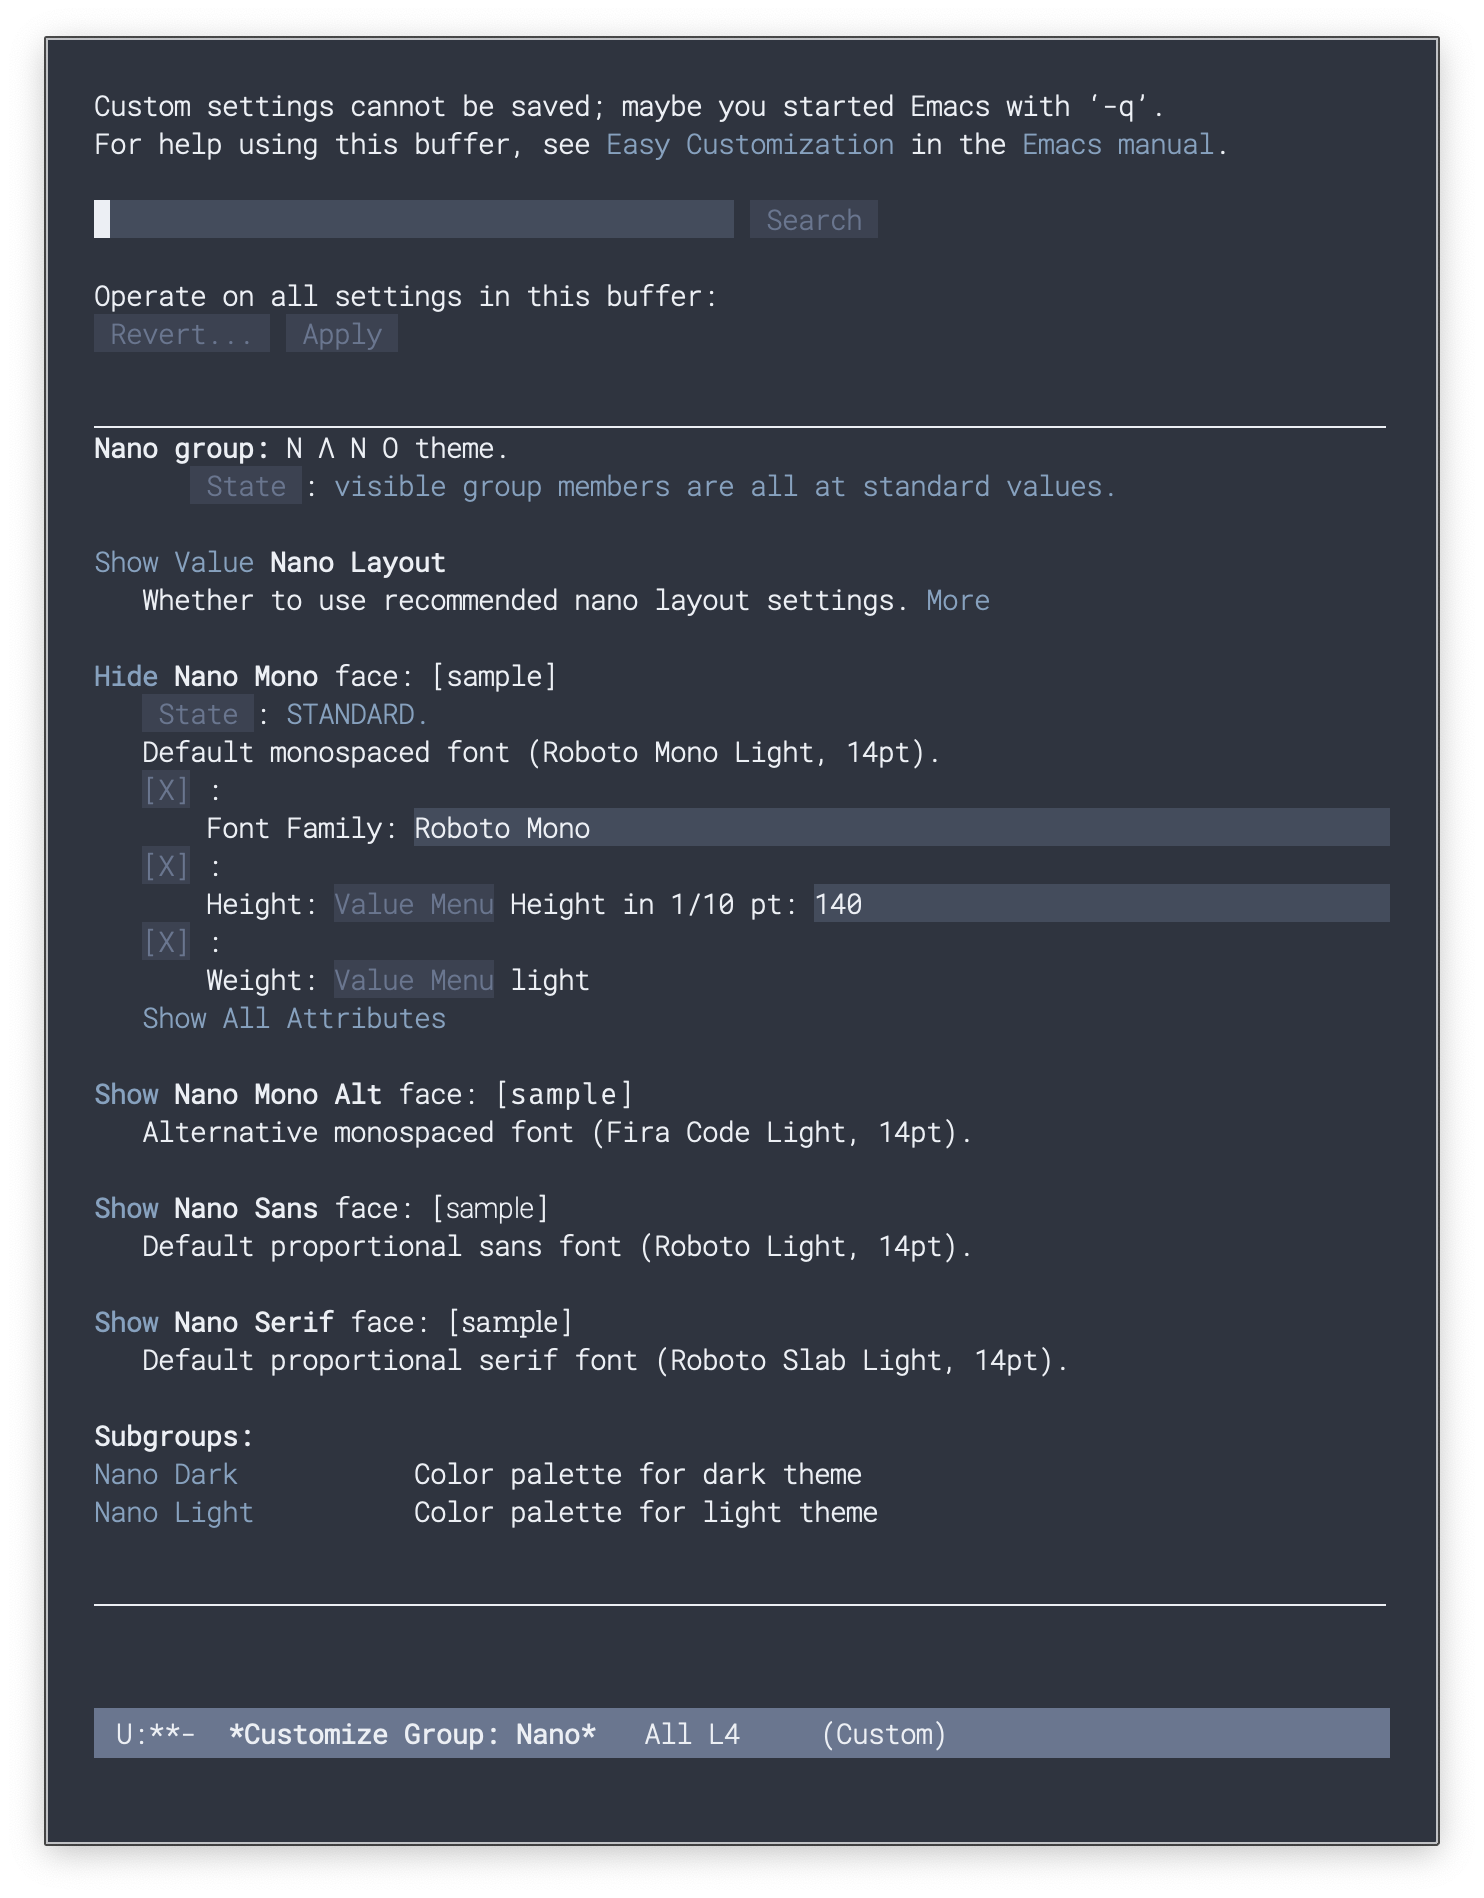 Custom settings cannot be saved; maybe you started Emacs with ‘-q’.
For help using this buffer, see Easy Customization in the Emacs manual.
Search
Operate on all settings in this buffer:
Revert... Apply
Nano group: N Λ N O theme.
State : visible group members are all at standard values.
Show Value Nano Layout
Whether to use recommended nano layout settings. More
Hide Nano Mono face: [sample]
State : STANDARD.
Default monospaced font (Roboto Mono Light, 14pt).
[X] :
Font Family: Roboto Mono
[X] :
Height: Value Menu Height in 1/10 pt: 140
[X] :
Weight: Value Menu light
Show All Attributes
Show Nano Mono Alt face: [sample]
Alternative monospaced font (Fira Code Light, 14pt).
Show Nano Sans face: [sample]
Default proportional sans font (Roboto Light, 14pt).
Show Nano Serif face: [sample]
Default proportional serif font (Roboto Slab Light, 14pt).
Subgroups:
Nano Dark Color palette for dark theme
Nano Light Color palette for light theme
U:**- *Customize Group: Nano* All L4 (Custom)